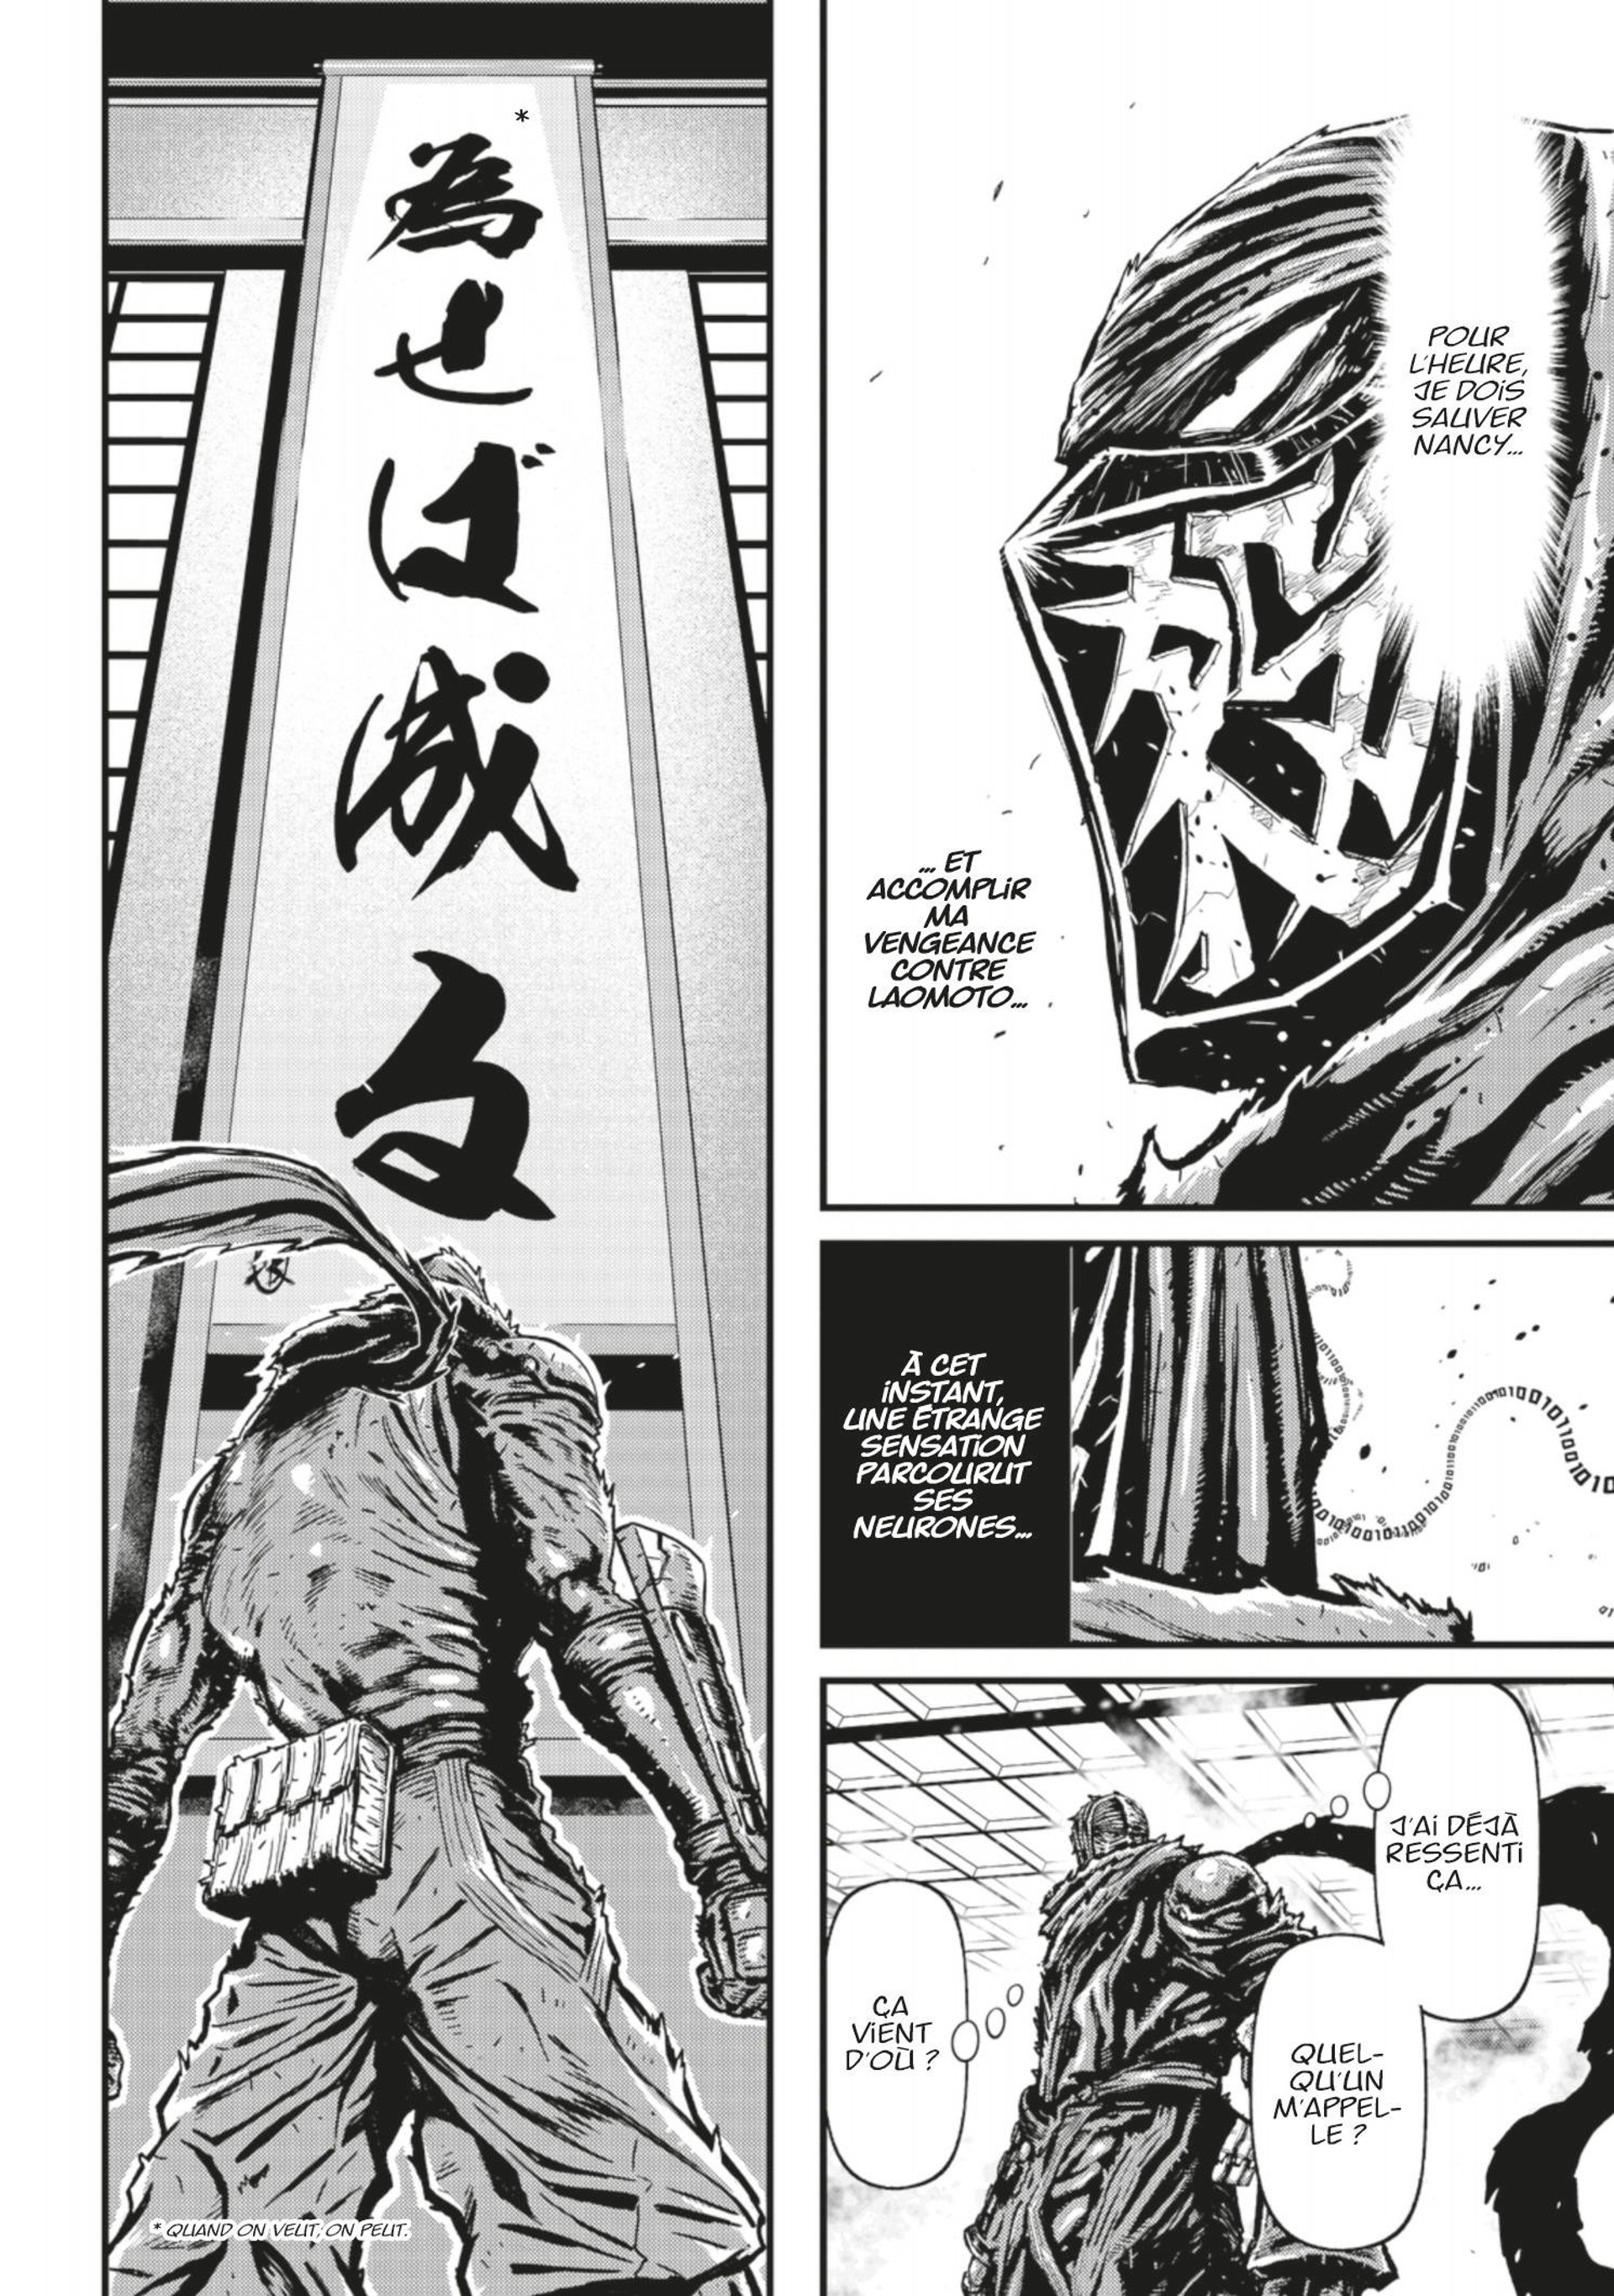 POUR
L'HEURE,
JE DOIS
SAUVER
NANCY...
... ET
ACCOMPLIR
MA
VENGEANCE
CONTRE
LAOMOTO...
À CET
INSTANT,
UNE ÉTRANGE
SENSATION
PARCOURUT
SES
NEURONES...
J'AI DÉJÀ
RESSENTI
ÇA...
QUEL-
QU'UN
M'APPEL-
LE ?
ÇA
VIENT
D'OÙ ?
*
為せば成る
* QUAND ON VEUT, ON PEUT.